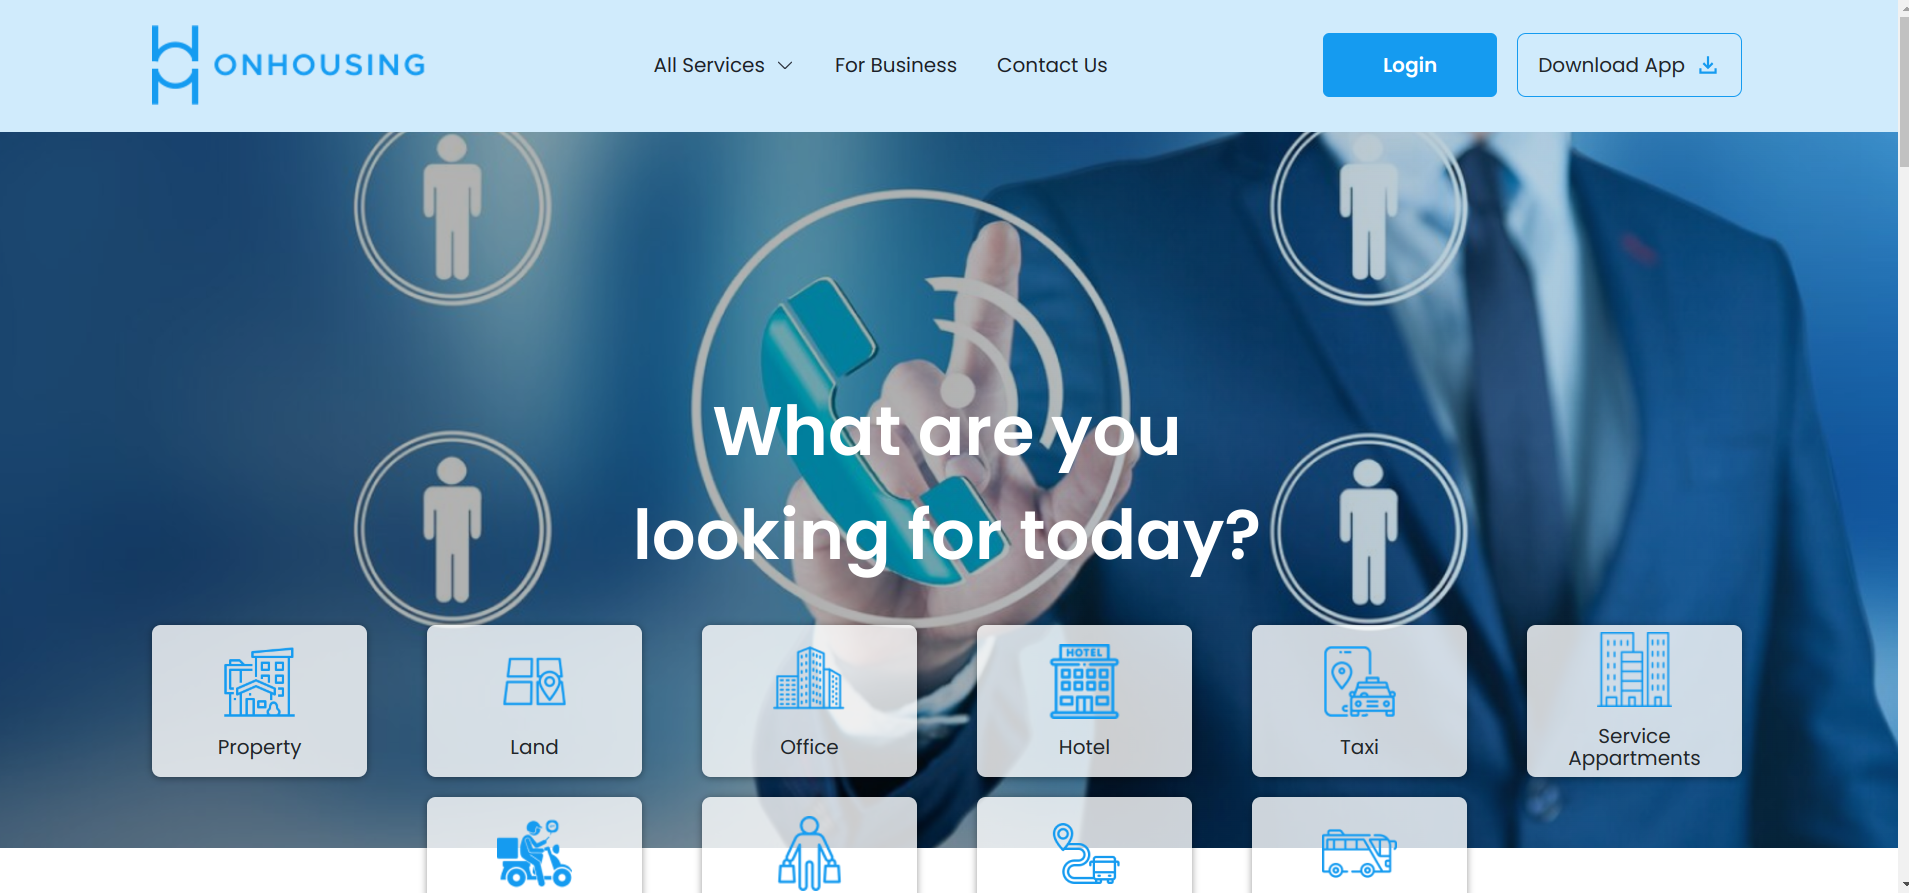 ONHOUSING
All Services
For Business
Contact Us
Login
Download App
What are you
looking for today?
Property
Land
Office
HOTEL
Hotel
Taxi
Service
Appartments